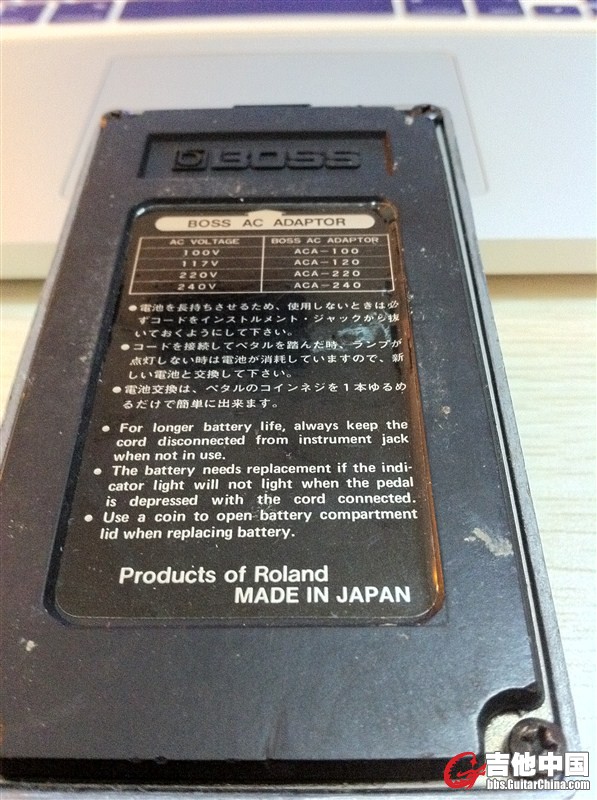 BOSS
BOSS AC ADAPTOR
AC VOLTAGE BOSS AC ADAPTOR
100V ACA-100
117V ACA-120
220V ACA-220
240V ACA-240
●電池を長持ちさせるため、使用しないときは必
ずコードをインストルメント・ジャックから抜
いておくようにして下さい。
●コードを接続してペダルを踏んだ時、ランプが
点灯しない時は電池が消耗していますので、新
しい電池と交換して下さい。
●電池交換は、ペダルのコインネジを1本ゆるめ
るだけで簡単に出来ます。
● For longer battery life, always keep the
cord disconnected from instrument jack
when not in use.
● The battery needs replacement if the indi-
cator light will not light when the pedal
is depressed with the cord connected.
● Use a coin to open battery compartment
lid when replacing battery.
Products of Roland
MADE IN JAPAN
吉他中国
bbs.GuitarChina.com